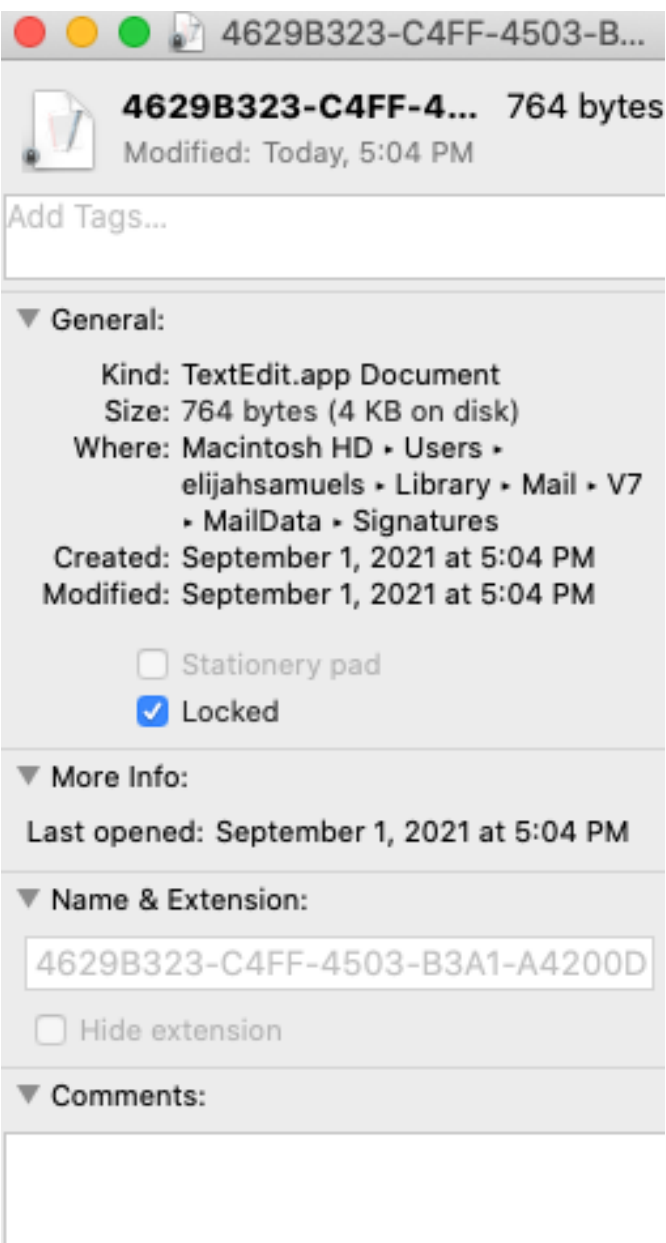 4629B323-C4FF-4503-B...
4629B323-C4FF-4... 764 bytes
Modified: Today, 5:04 PM
Add Tags...
General:
Kind: TextEdit.app Document
Size: 764 bytes (4 KB on disk)
Where: Macintosh HD ▸ Users ▸
elijahsamuels ▸ Library ▸ Mail ▸ V7
▸ MailData ▸ Signatures
Created: September 1, 2021 at 5:04 PM
Modified: September 1, 2021 at 5:04 PM
Stationery pad
Locked
More Info:
Last opened: September 1, 2021 at 5:04 PM
Name & Extension:
4629B323-C4FF-4503-B3A1-A4200D
Hide extension
Comments: